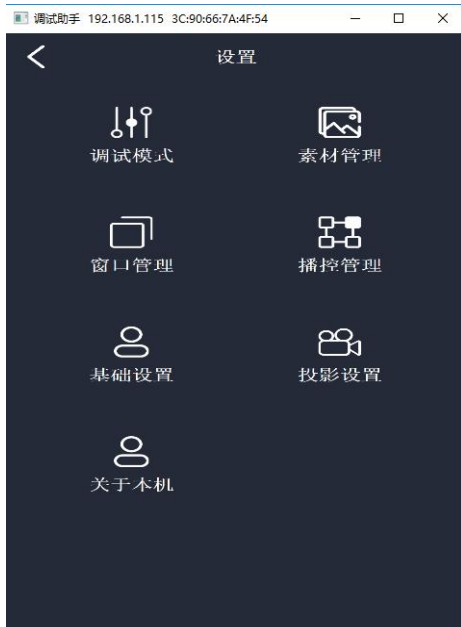 调试助手 192.168.1.115 3C:90:66:7A:4F:54
设置
调试模式 素材管理
窗口管理 播控管理
基础设置 投影设置
关于本机